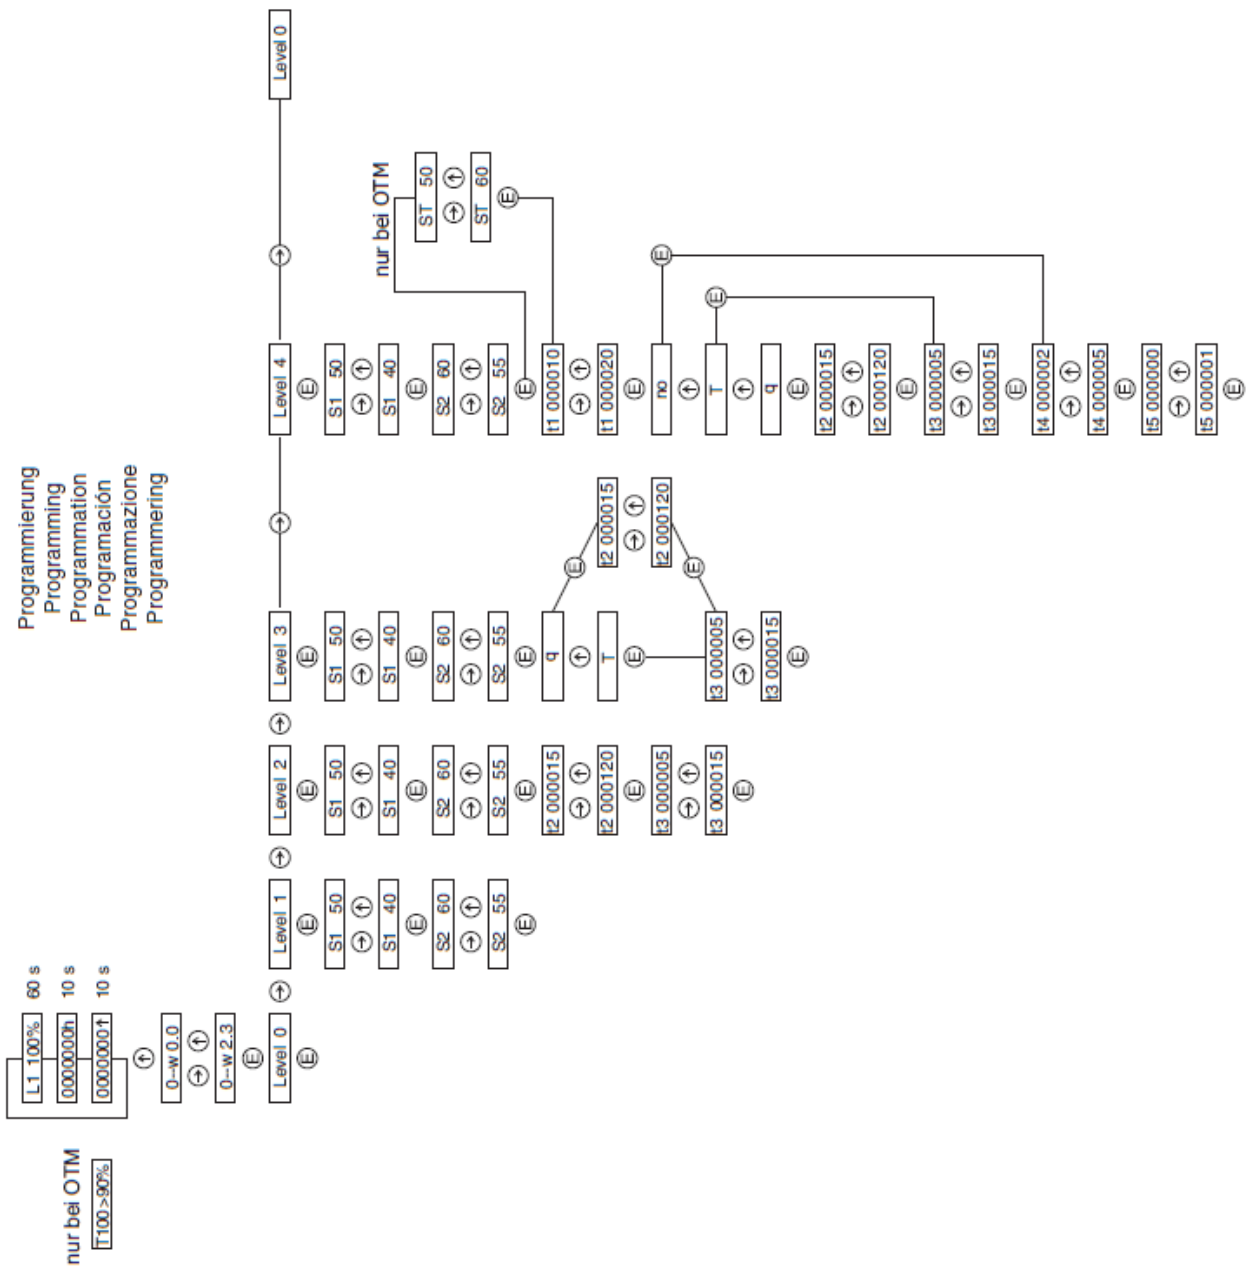 Programmierung
Programming
Programmation
Programación
Programmazione
Programmering
nur bei OTM
T100>90%
L1 100% 60 s
0000000h 10 s
0000000↑ 10 s
↑
0--w 0.0
→ ↑
0--w 2.3
E
Level 0
E
→
Level 1
E
S1 50
→ ↑
S1 40
E
S2 60
→ ↑
S2 55
E
→
Level 2
E
S1 50
→ ↑
S1 40
E
S2 60
→ ↑
S2 55
E
t2 000015
→ ↑
t2 000120
E
t3 000005
→ ↑
t3 000015
E
→
Level 3
E
S1 50
→ ↑
S1 40
E
S2 60
→ ↑
S2 55
E
q
↑
T
E
E
t2 000015
→ ↑
t2 000120
E
t3 000005
→ ↑
t3 000015
E
→
Level 4
E
S1 50
→ ↑
S1 40
E
S2 60
→ ↑
S2 55
E
nur bei OTM
ST 50
→ ↑
ST 60
E
t1 000010
→ ↑
t1 000020
E
no
E
↑
T
E
↑
q
E
t2 000015
→ ↑
t2 000120
E
t3 000005
→ ↑
t3 000015
E
t4 000002
→ ↑
t4 000005
E
t5 000000
→ ↑
t5 000001
E
→
Level 0